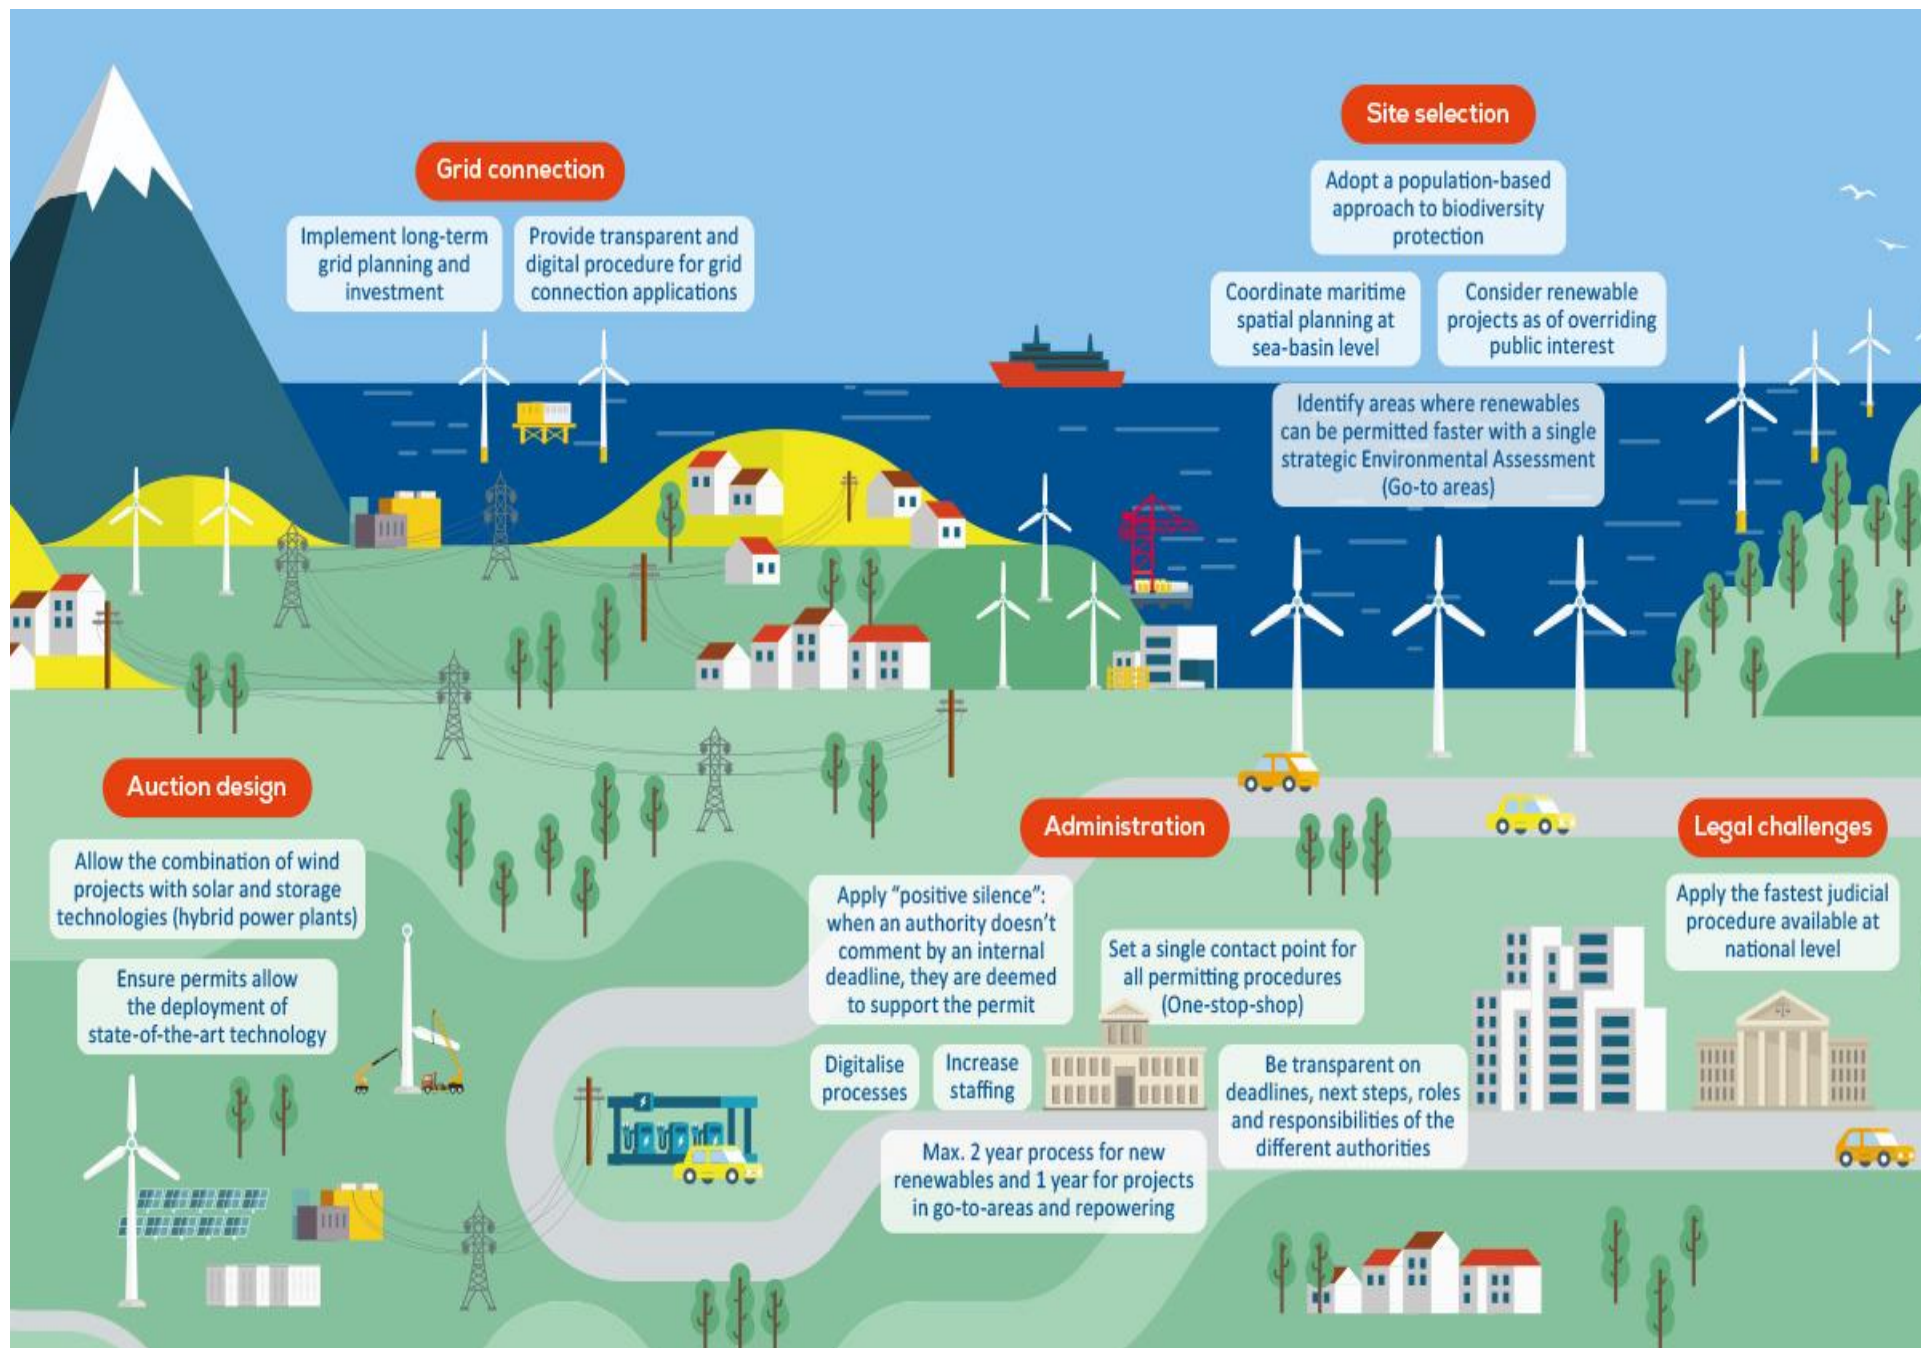 Grid connection
Implement long-term
grid planning and
investment
Provide transparent and
digital procedure for grid
connection applications
Site selection
Adopt a population-based
approach to biodiversity
protection
Coordinate maritime
spatial planning at
sea-basin level
Consider renewable
projects as of overriding
public interest
Identify areas where renewables
can be permitted faster with a single
strategic Environmental Assessment
(Go-to areas)
Auction design
Allow the combination of wind
projects with solar and storage
technologies (hybrid power plants)
Ensure permits allow
the deployment of
state-of-the-art technology
Administration
Apply “positive silence”:
when an authority doesn’t
comment by an internal
deadline, they are deemed
to support the permit
Set a single contact point for
all permitting procedures
(One-stop-shop)
Digitalise
processes
Increase
staffing
Be transparent on
deadlines, next steps, roles
and responsibilities of the
different authorities
Max. 2 year process for new
renewables and 1 year for projects
in go-to-areas and repowering
Legal challenges
Apply the fastest judicial
procedure available at
national level